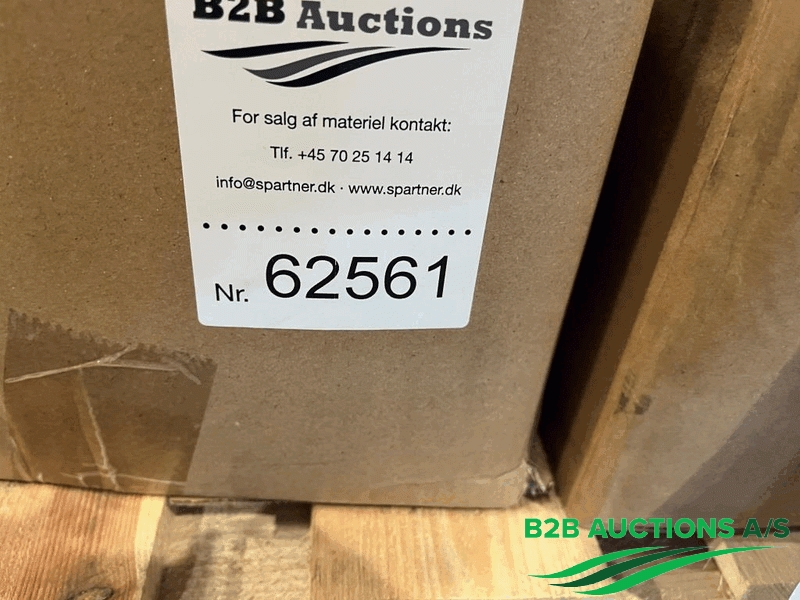 B2B Auctions
For salg af materiel kontakt:
Tlf. +45 70 25 14 14
info@spartner.dk · www.spartner.dk
Nr. 62561
B2B AUCTIONS A/S